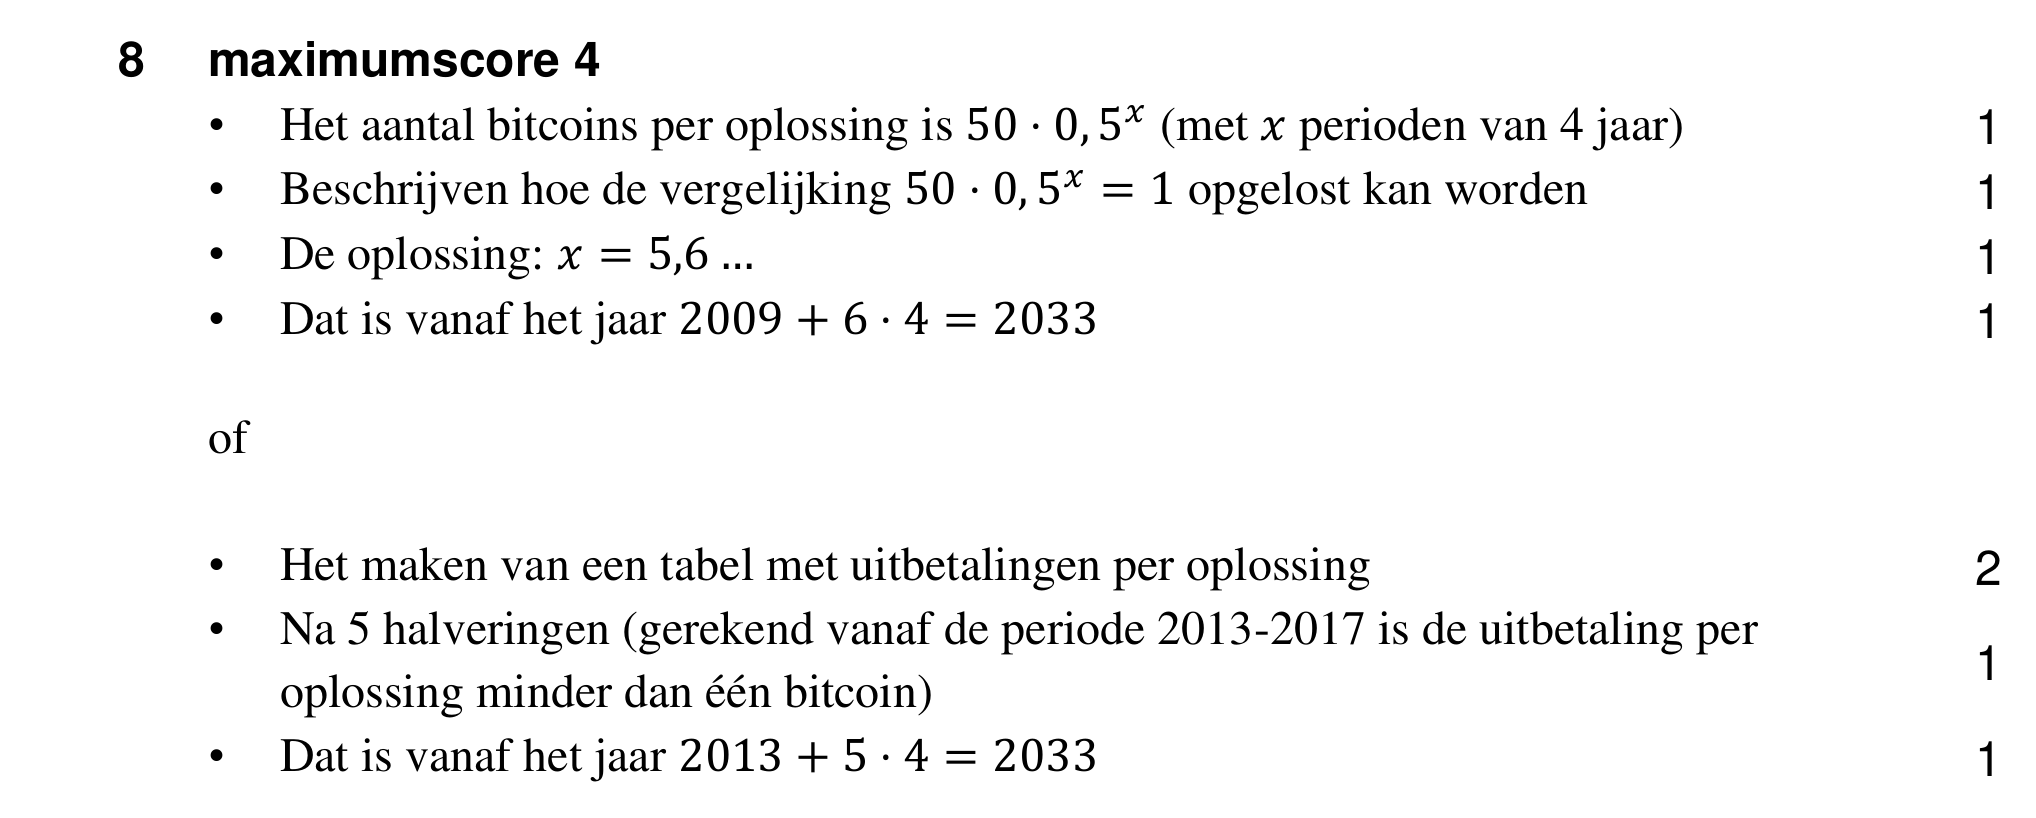 8 maximumscore 4
• Het aantal bitcoins per oplossing is 50 · 0,5ˣ (met x perioden van 4 jaar) 1
• Beschrijven hoe de vergelijking 50 · 0,5ˣ = 1 opgelost kan worden 1
• De oplossing: x = 5,6 ... 1
• Dat is vanaf het jaar 2009 + 6 · 4 = 2033 1
of
• Het maken van een tabel met uitbetalingen per oplossing 2
• Na 5 halveringen (gerekend vanaf de periode 2013-2017 is de uitbetaling per
oplossing minder dan één bitcoin) 1
• Dat is vanaf het jaar 2013 + 5 · 4 = 2033 1